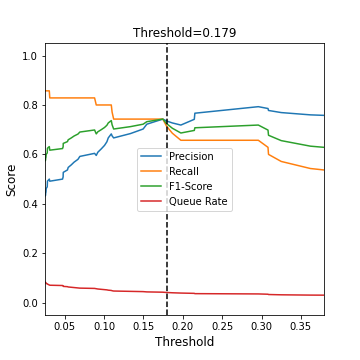 Threshold=0.179
1.0
0.8
0.6
0.4
0.2
0.0
Score
Precision
Recall
F1-Score
Queue Rate
0.05 0.10 0.15 0.20 0.25 0.30 0.35
Threshold